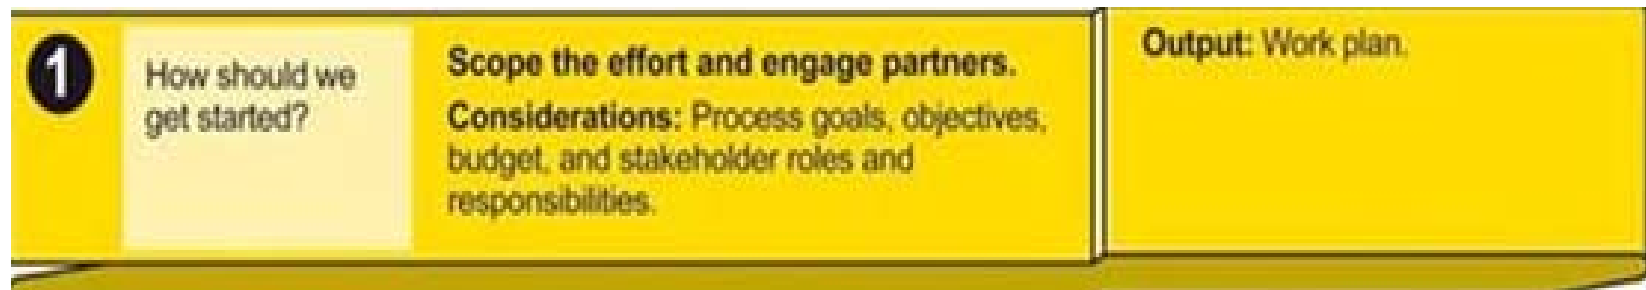 1
How should we
get started?
Scope the effort and engage partners.
Considerations: Process goals, objectives,
budget, and stakeholder roles and
responsibilities.
Output: Work plan.